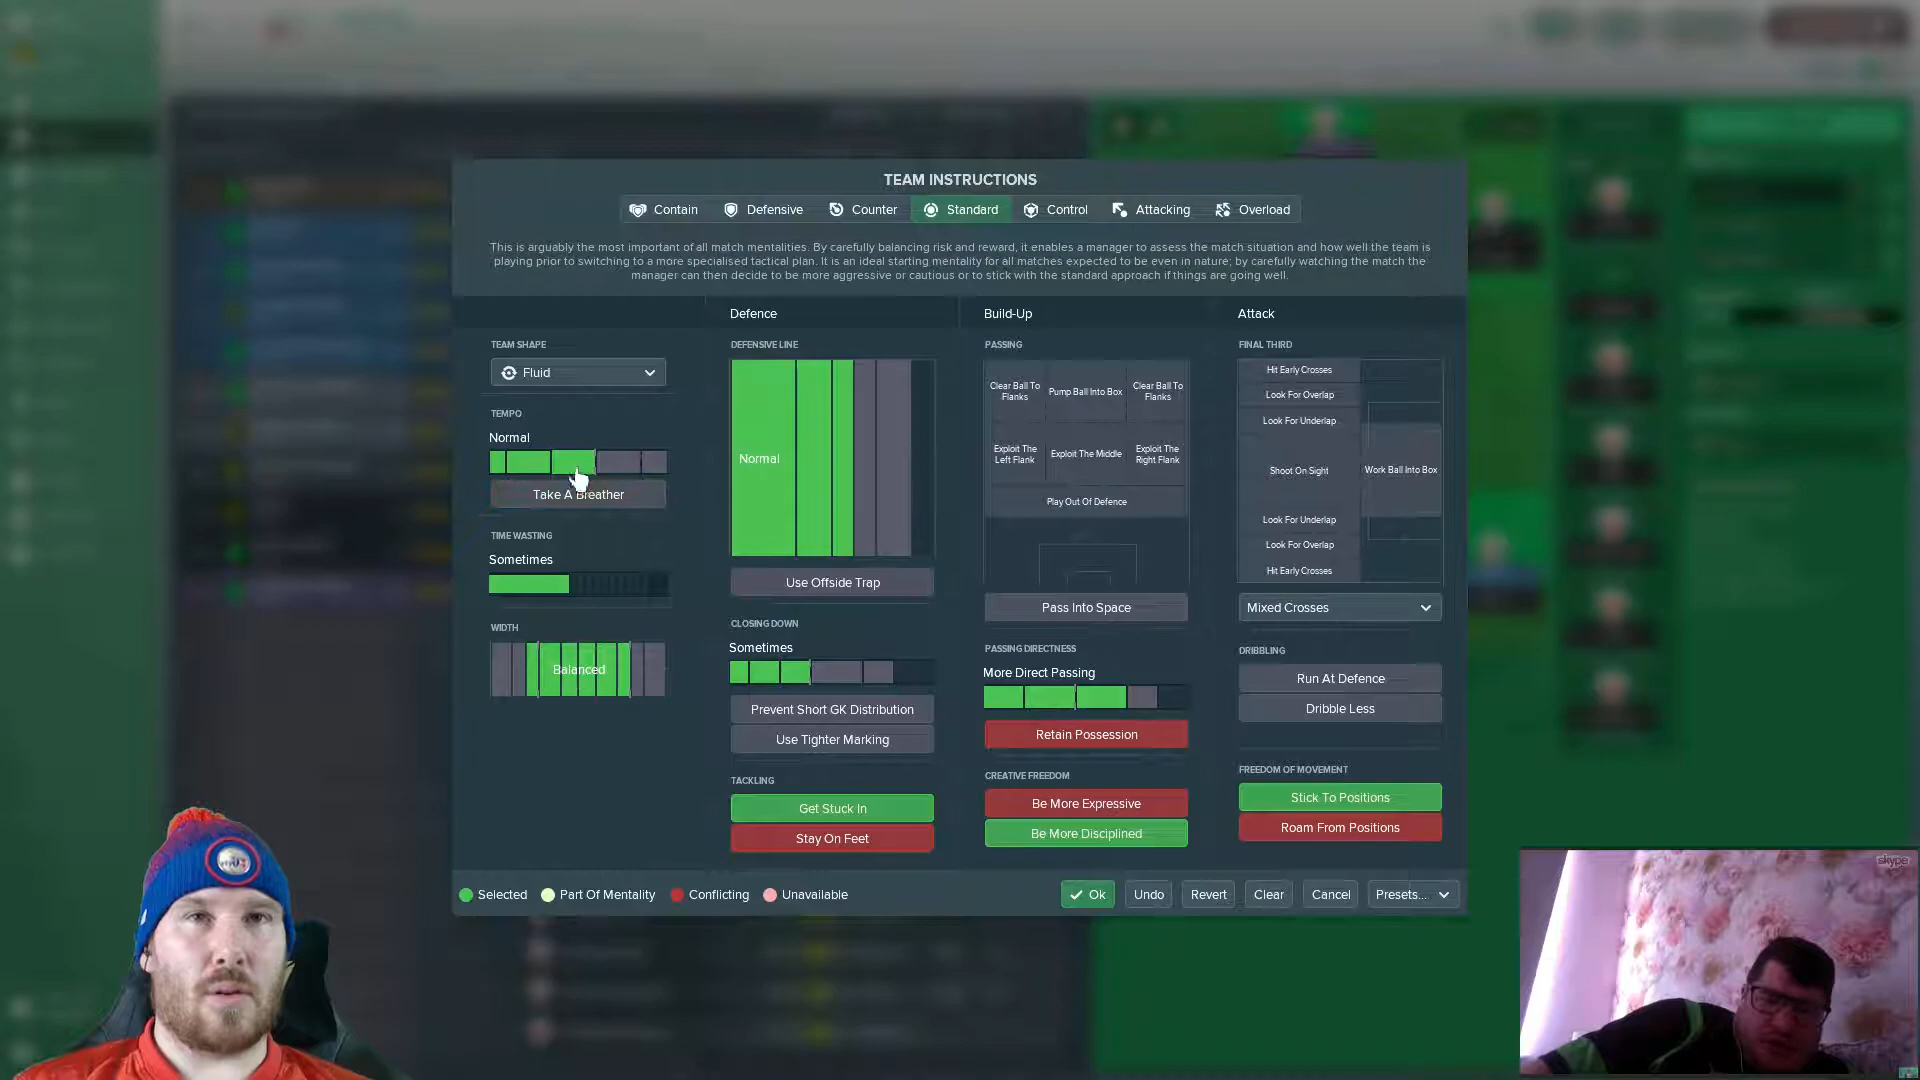 TEAM INSTRUCTIONS
Contain
Defensive
Counter
Standard
Control
Attacking
Overload
This is arguably the most important of all match mentalities. By carefully balancing risk and reward, it enables a manager to assess the match situation and how well the team is
playing prior to switching to a more specialised tactical plan. It is an ideal starting mentality for all matches expected to be even in nature; by carefully watching the match the
manager can then decide to be more aggressive or cautious or to stick with the standard approach if things are going well.
TEAM SHAPE
Fluid
TEMPO
Normal
Take A Breather
TIME WASTING
Sometimes
WIDTH
Balanced
Defence
DEFENSIVE LINE
Normal
Use Offside Trap
CLOSING DOWN
Sometimes
Prevent Short GK Distribution
Use Tighter Marking
TACKLING
Get Stuck In
Stay On Feet
Build-Up
PASSING
Clear Ball To
Flanks
Pump Ball Into Box
Clear Ball To
Flanks
Exploit The
Left Flank
Exploit The Middle
Exploit The
Right Flank
Play Out Of Defence
Pass Into Space
PASSING DIRECTNESS
More Direct Passing
Retain Possession
CREATIVE FREEDOM
Be More Expressive
Be More Disciplined
Attack
FINAL THIRD
Hit Early Crosses
Look For Overlap
Look For Underlap
Shoot On Sight
Work Ball Into Box
Look For Underlap
Look For Overlap
Hit Early Crosses
Mixed Crosses
DRIBBLING
Run At Defence
Dribble Less
FREEDOM OF MOVEMENT
Stick To Positions
Roam From Positions
Selected
Part Of Mentality
Conflicting
Unavailable
Ok
Undo
Revert
Clear
Cancel
Presets...
skype